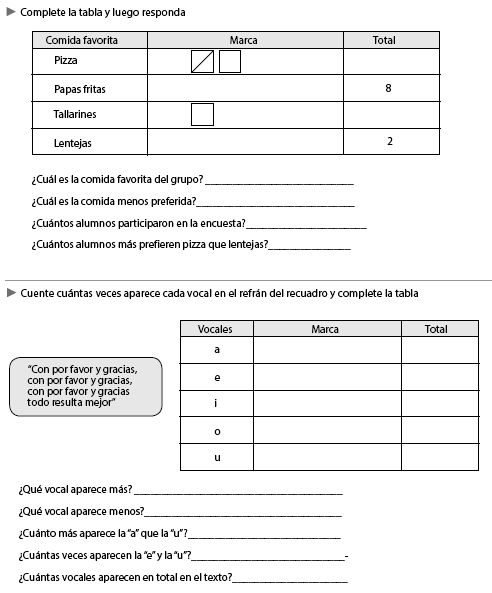 Complete la tabla y luego responda
Comida favorita Marca Total
Pizza
Papas fritas 8
Tallarines
Lentejas 2
¿Cuál es la comida favorita del grupo? ___________________________
¿Cuál es la comida menos preferida?_____________________________
¿Cuántos alumnos participaron en la encuesta?______________________
¿Cuántos alumnos más prefieren pizza que lentejas?_______________
Cuente cuántas veces aparece cada vocal en el refrán del recuadro y complete la tabla
Vocales Marca Total
a
e
i
o
u
“Con por favor y gracias,
con por favor y gracias,
con por favor y gracias
todo resulta mejor”
¿Qué vocal aparece más? ______________________________________
¿Qué vocal aparece menos?____________________________________
¿Cuánto más aparece la “a” que la “u”?____________________________
¿Cuántas veces aparecen la “e” y la “u”?____________________________-
¿Cuántas vocales aparecen en total en el texto?_____________________